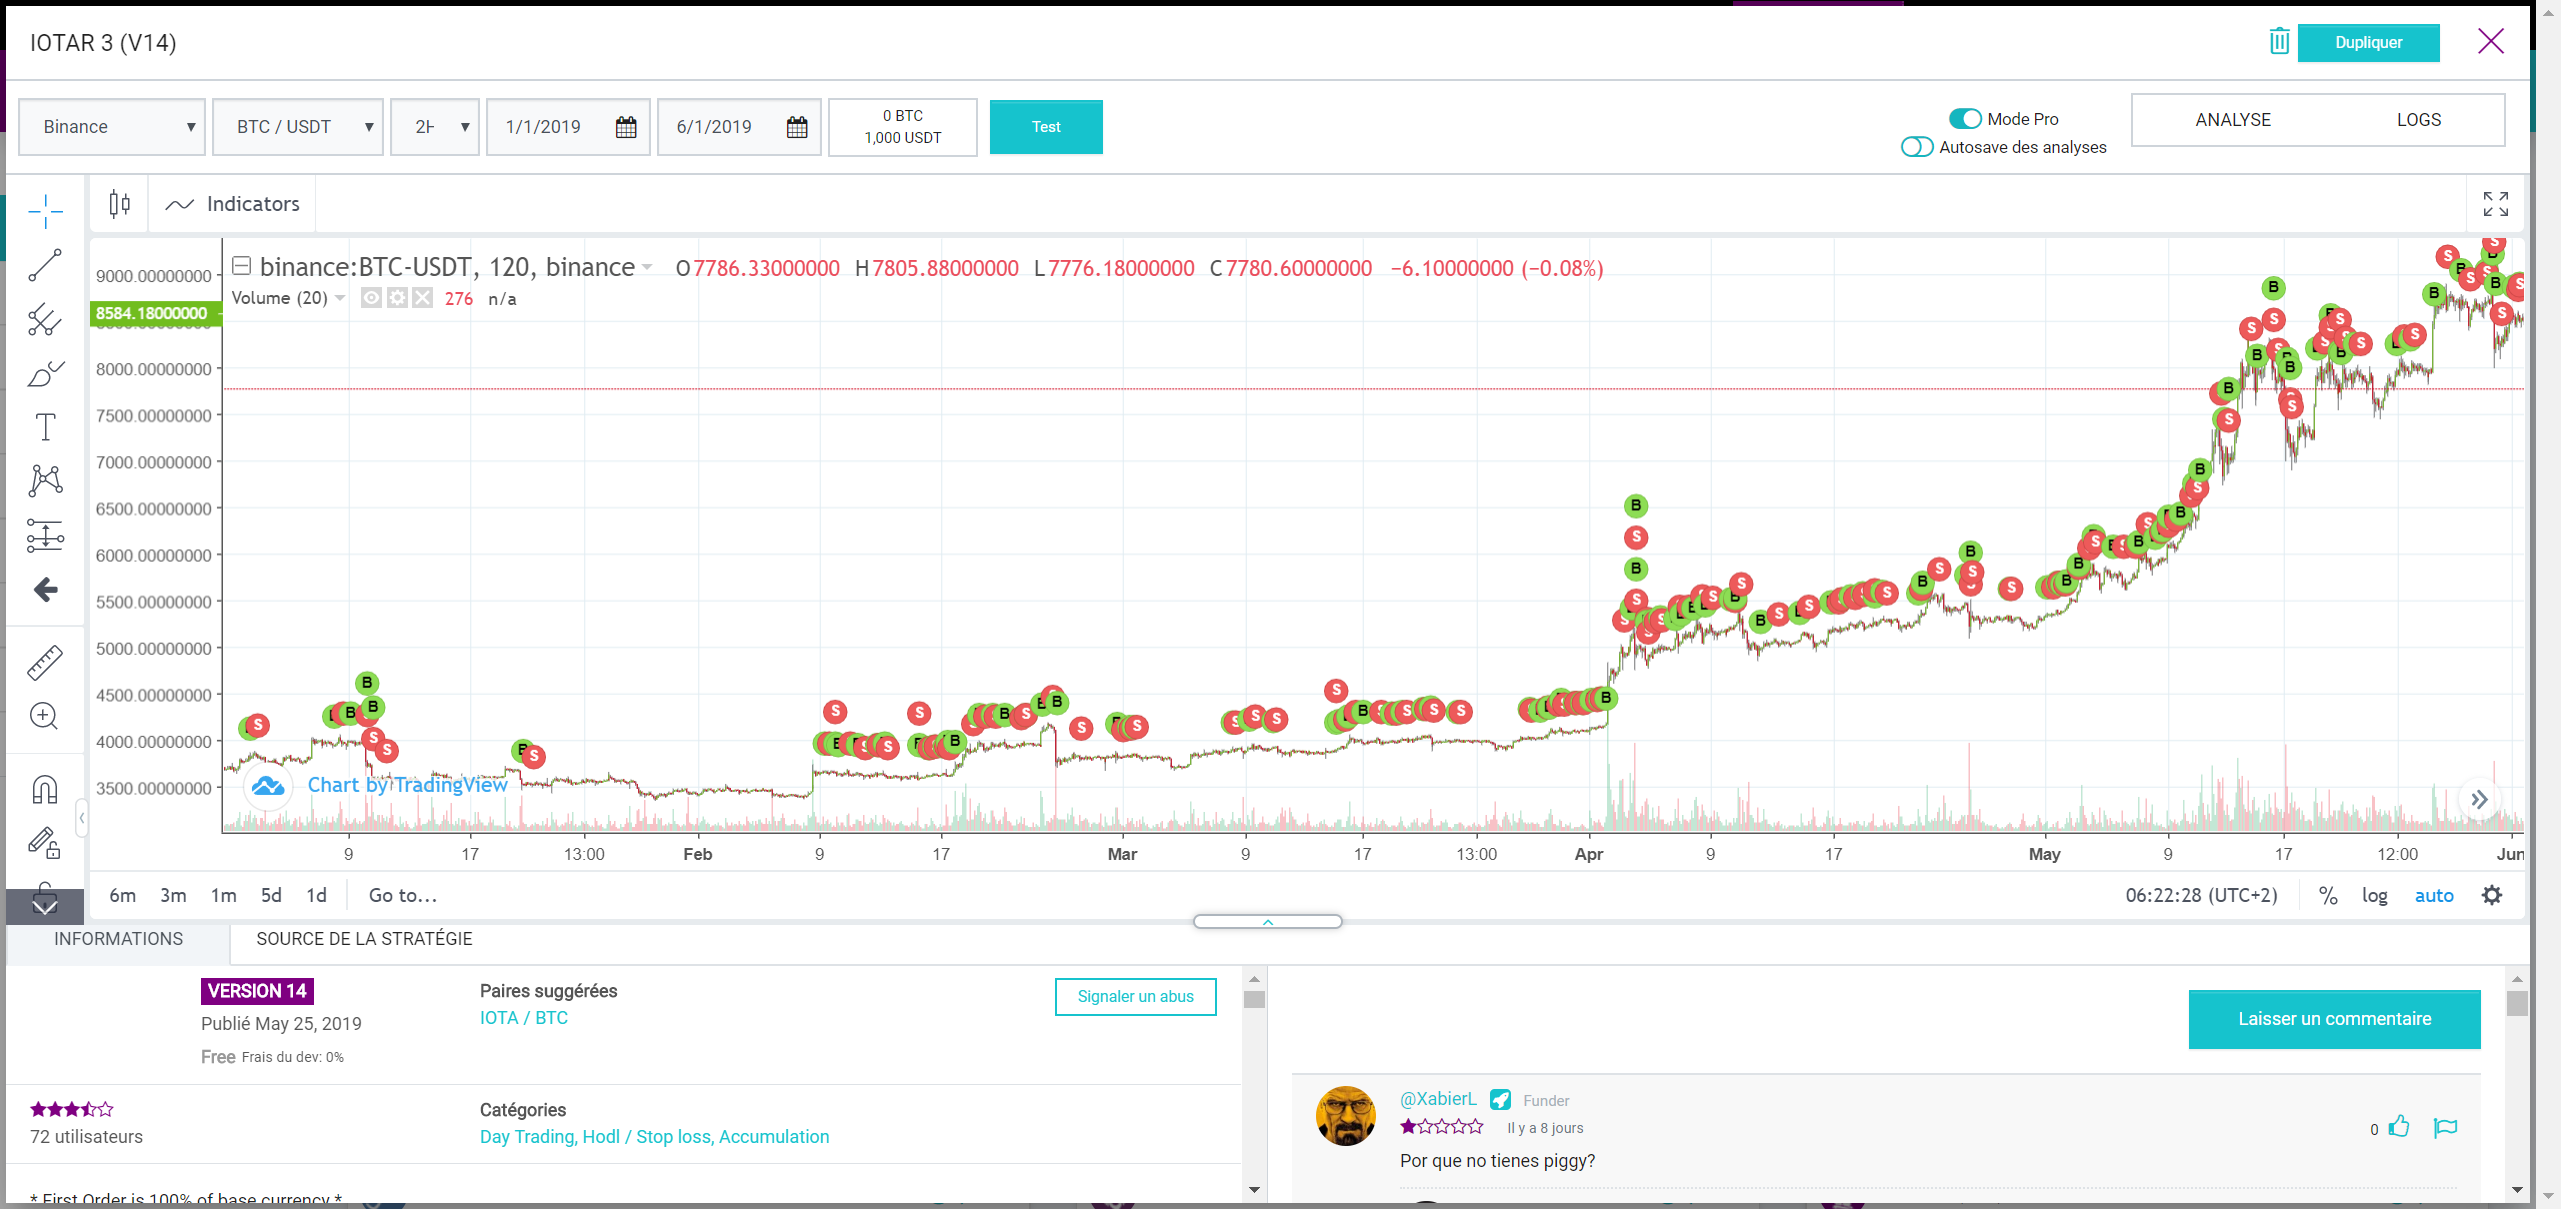 IOTAR 3 (V14)
Dupliquer
Binance
BTC / USDT
1/1/2019
6/1/2019
0 BTC
1,000 USDT
Test
Mode Pro
Autosave des analyses
ANALYSE
LOGS
Indicators
binance:BTC-USDT, 120, binance O7786.33000000 H7805.88000000 L7776.18000000 C7780.60000000 −6.10000000 (−0.08%)
Volume (20) 276 n/a
9000.00000000
8584.18000000
8000.00000000
7500.00000000
7000.00000000
6500.00000000
6000.00000000
5500.00000000
5000.00000000
4500.00000000
4000.00000000
3500.00000000
Chart by TradingView
9 17 13:00 Feb 9 17 Mar 9 17 13:00 Apr 9 17 May 9 17 12:00 Jun
6m 3m 1m 5d 1d Go to...
06:22:28 (UTC+2) % log auto
INFORMATIONS
SOURCE DE LA STRATÉGIE
VERSION 14
Publié May 25, 2019
Free Frais du dev: 0%
Paires suggérées
IOTA / BTC
Signaler un abus
72 utilisateurs
Catégories
Day Trading, Hodl / Stop loss, Accumulation
* First Order is 100% of base currency *
Laisser un commentaire
@XabierL Funder
Il y a 8 jours
0
Por que no tienes piggy?